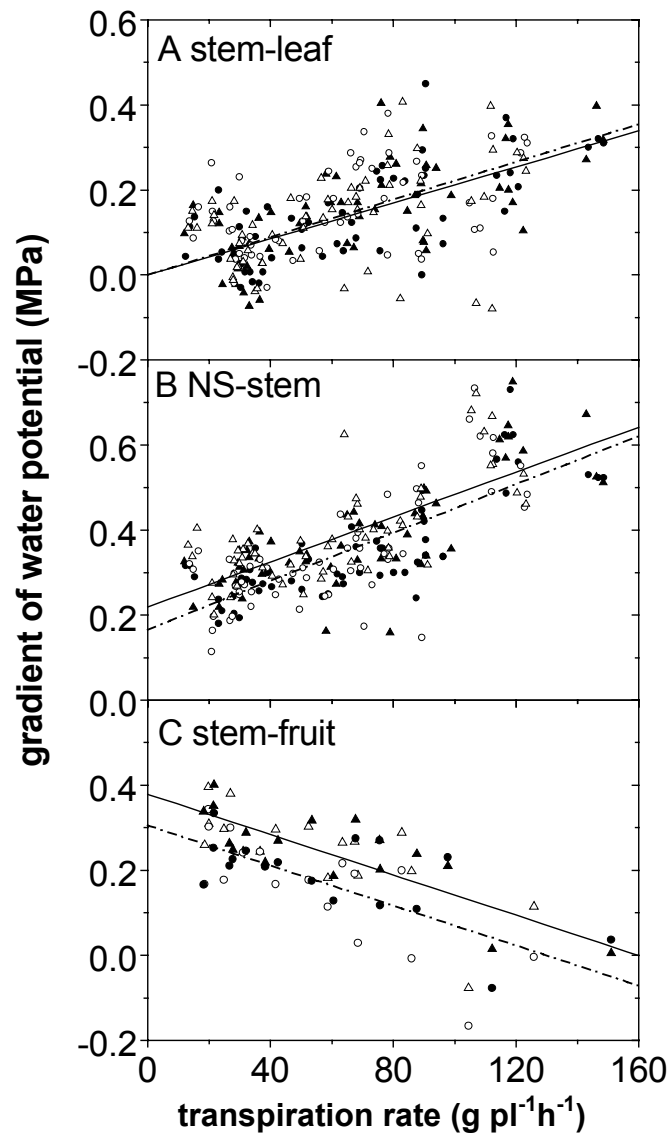 gradient of water potential (MPa)
A stem-leaf
0.6
0.4
0.2
0.0
-0.2
B NS-stem
0.6
0.4
0.2
0.0
C stem-fruit
0.4
0.2
0.0
-0.2
0 40 80 120 160
transpiration rate (g pl⁻¹h⁻¹)